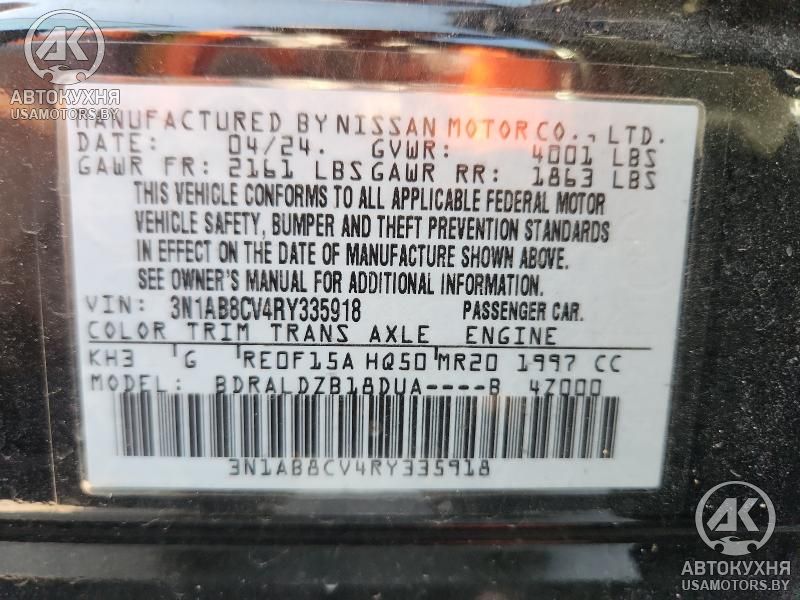 АК
АВТОКУХНЯ
USAMOTORS.BY
MANUFACTURED BY NISSAN MOTOR CO., LTD.
DATE: 04/24. GVWR: 4001 LBS
GAWR FR: 2161 LBS GAWR RR: 1863 LBS
THIS VEHICLE CONFORMS TO ALL APPLICABLE FEDERAL MOTOR
VEHICLE SAFETY, BUMPER AND THEFT PREVENTION STANDARDS
IN EFFECT ON THE DATE OF MANUFACTURE SHOWN ABOVE.
SEE OWNER'S MANUAL FOR ADDITIONAL INFORMATION.
VIN: 3N1AB8CV4RY335918 PASSENGER CAR.
COLOR TRIM TRANS AXLE ENGINE
KH3 G RE0F15A HQ50 MR20 1997 CC
MODEL: BDRALDZB18DUA----B 4Z000
3N1AB8CV4RY335918
АК
АВТОКУХНЯ
USAMOTORS.BY